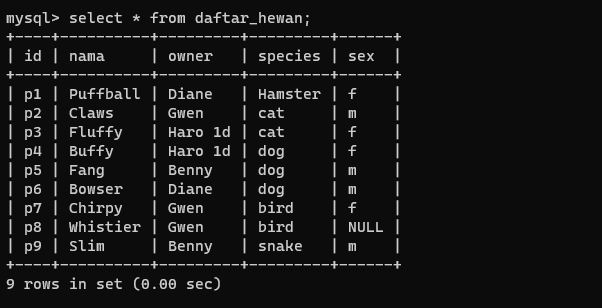 mysql> select * from daftar_hewan;
+----+----------+---------+---------+------+
| id | nama     | owner   | species | sex  |
+----+----------+---------+---------+------+
| p1 | Puffball | Diane   | Hamster | f    |
| p2 | Claws    | Gwen    | cat     | m    |
| p3 | Fluffy   | Haro 1d | cat     | f    |
| p4 | Buffy    | Haro 1d | dog     | f    |
| p5 | Fang     | Benny   | dog     | m    |
| p6 | Bowser   | Diane   | dog     | m    |
| p7 | Chirpy   | Gwen    | bird    | f    |
| p8 | Whistier | Gwen    | bird    | NULL |
| p9 | Slim     | Benny   | snake   | m    |
+----+----------+---------+---------+------+
9 rows in set (0.00 sec)